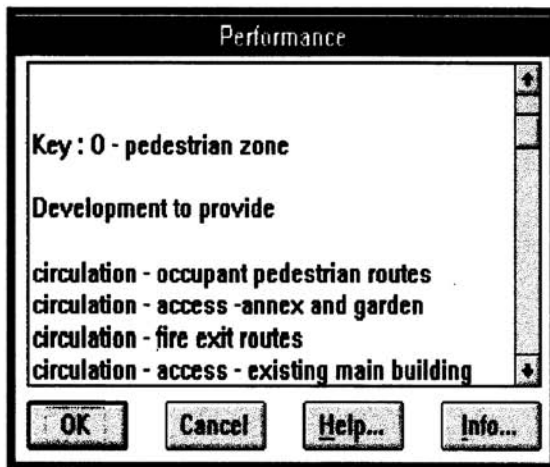 Performance
Key : 0 - pedestrian zone
Development to provide
circulation - occupant pedestrian routes
circulation - access -annex and garden
circulation - fire exit routes
circulation - access - existing main building
OK Cancel Help... Info...